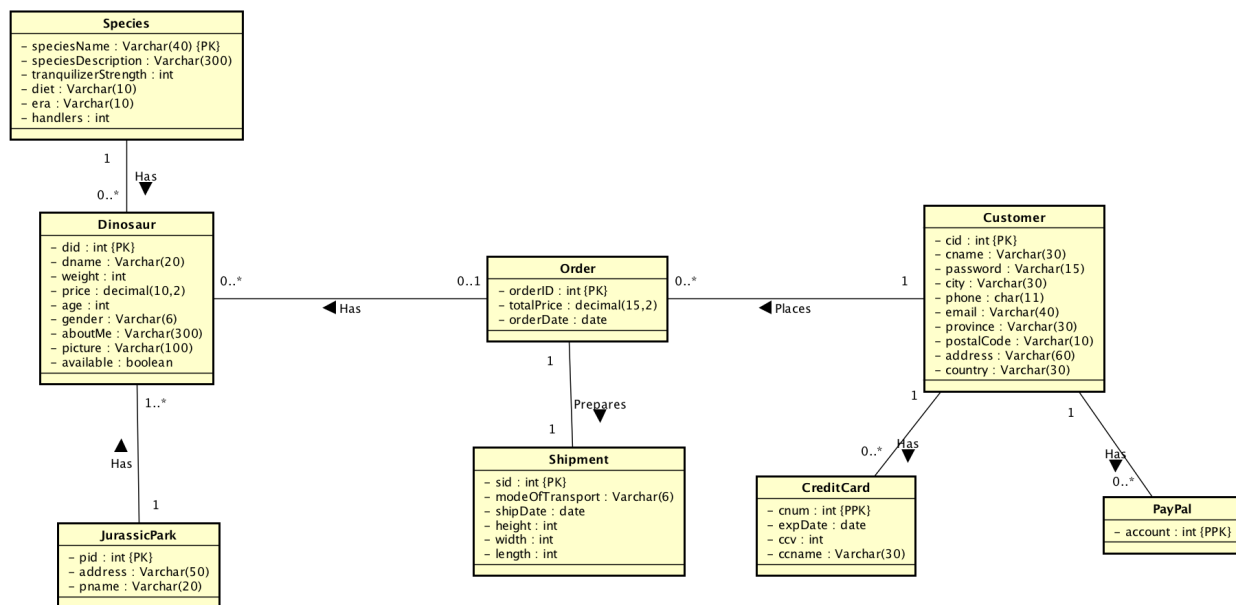 Species
– speciesName : Varchar(40) {PK}
– speciesDescription : Varchar(300)
– tranquilizerStrength : int
– diet : Varchar(10)
– era : Varchar(10)
– handlers : int
1
Has
0..*
Dinosaur
– did : int {PK}
– dname : Varchar(20)
– weight : int
– price : decimal(10,2)
– age : int
– gender : Varchar(6)
– aboutMe : Varchar(300)
– picture : Varchar(100)
– available : boolean
0..*
0..1
Has
Order
– orderID : int {PK}
– totalPrice : decimal(15,2)
– orderDate : date
0..*
1
Places
Customer
– cid : int {PK}
– cname : Varchar(30)
– password : Varchar(15)
– city : Varchar(30)
– phone : char(11)
– email : Varchar(40)
– province : Varchar(30)
– postalCode : Varchar(10)
– address : Varchar(60)
– country : Varchar(30)
1..*
Has
1
JurassicPark
– pid : int {PK}
– address : Varchar(50)
– pname : Varchar(20)
1
Prepares
1
Shipment
– sid : int {PK}
– modeOfTransport : Varchar(6)
– shipDate : date
– height : int
– width : int
– length : int
1
Has
0..*
CreditCard
– cnum : int {PPK}
– expDate : date
– ccv : int
– ccname : Varchar(30)
1
Has
0..*
PayPal
– account : int {PPK}